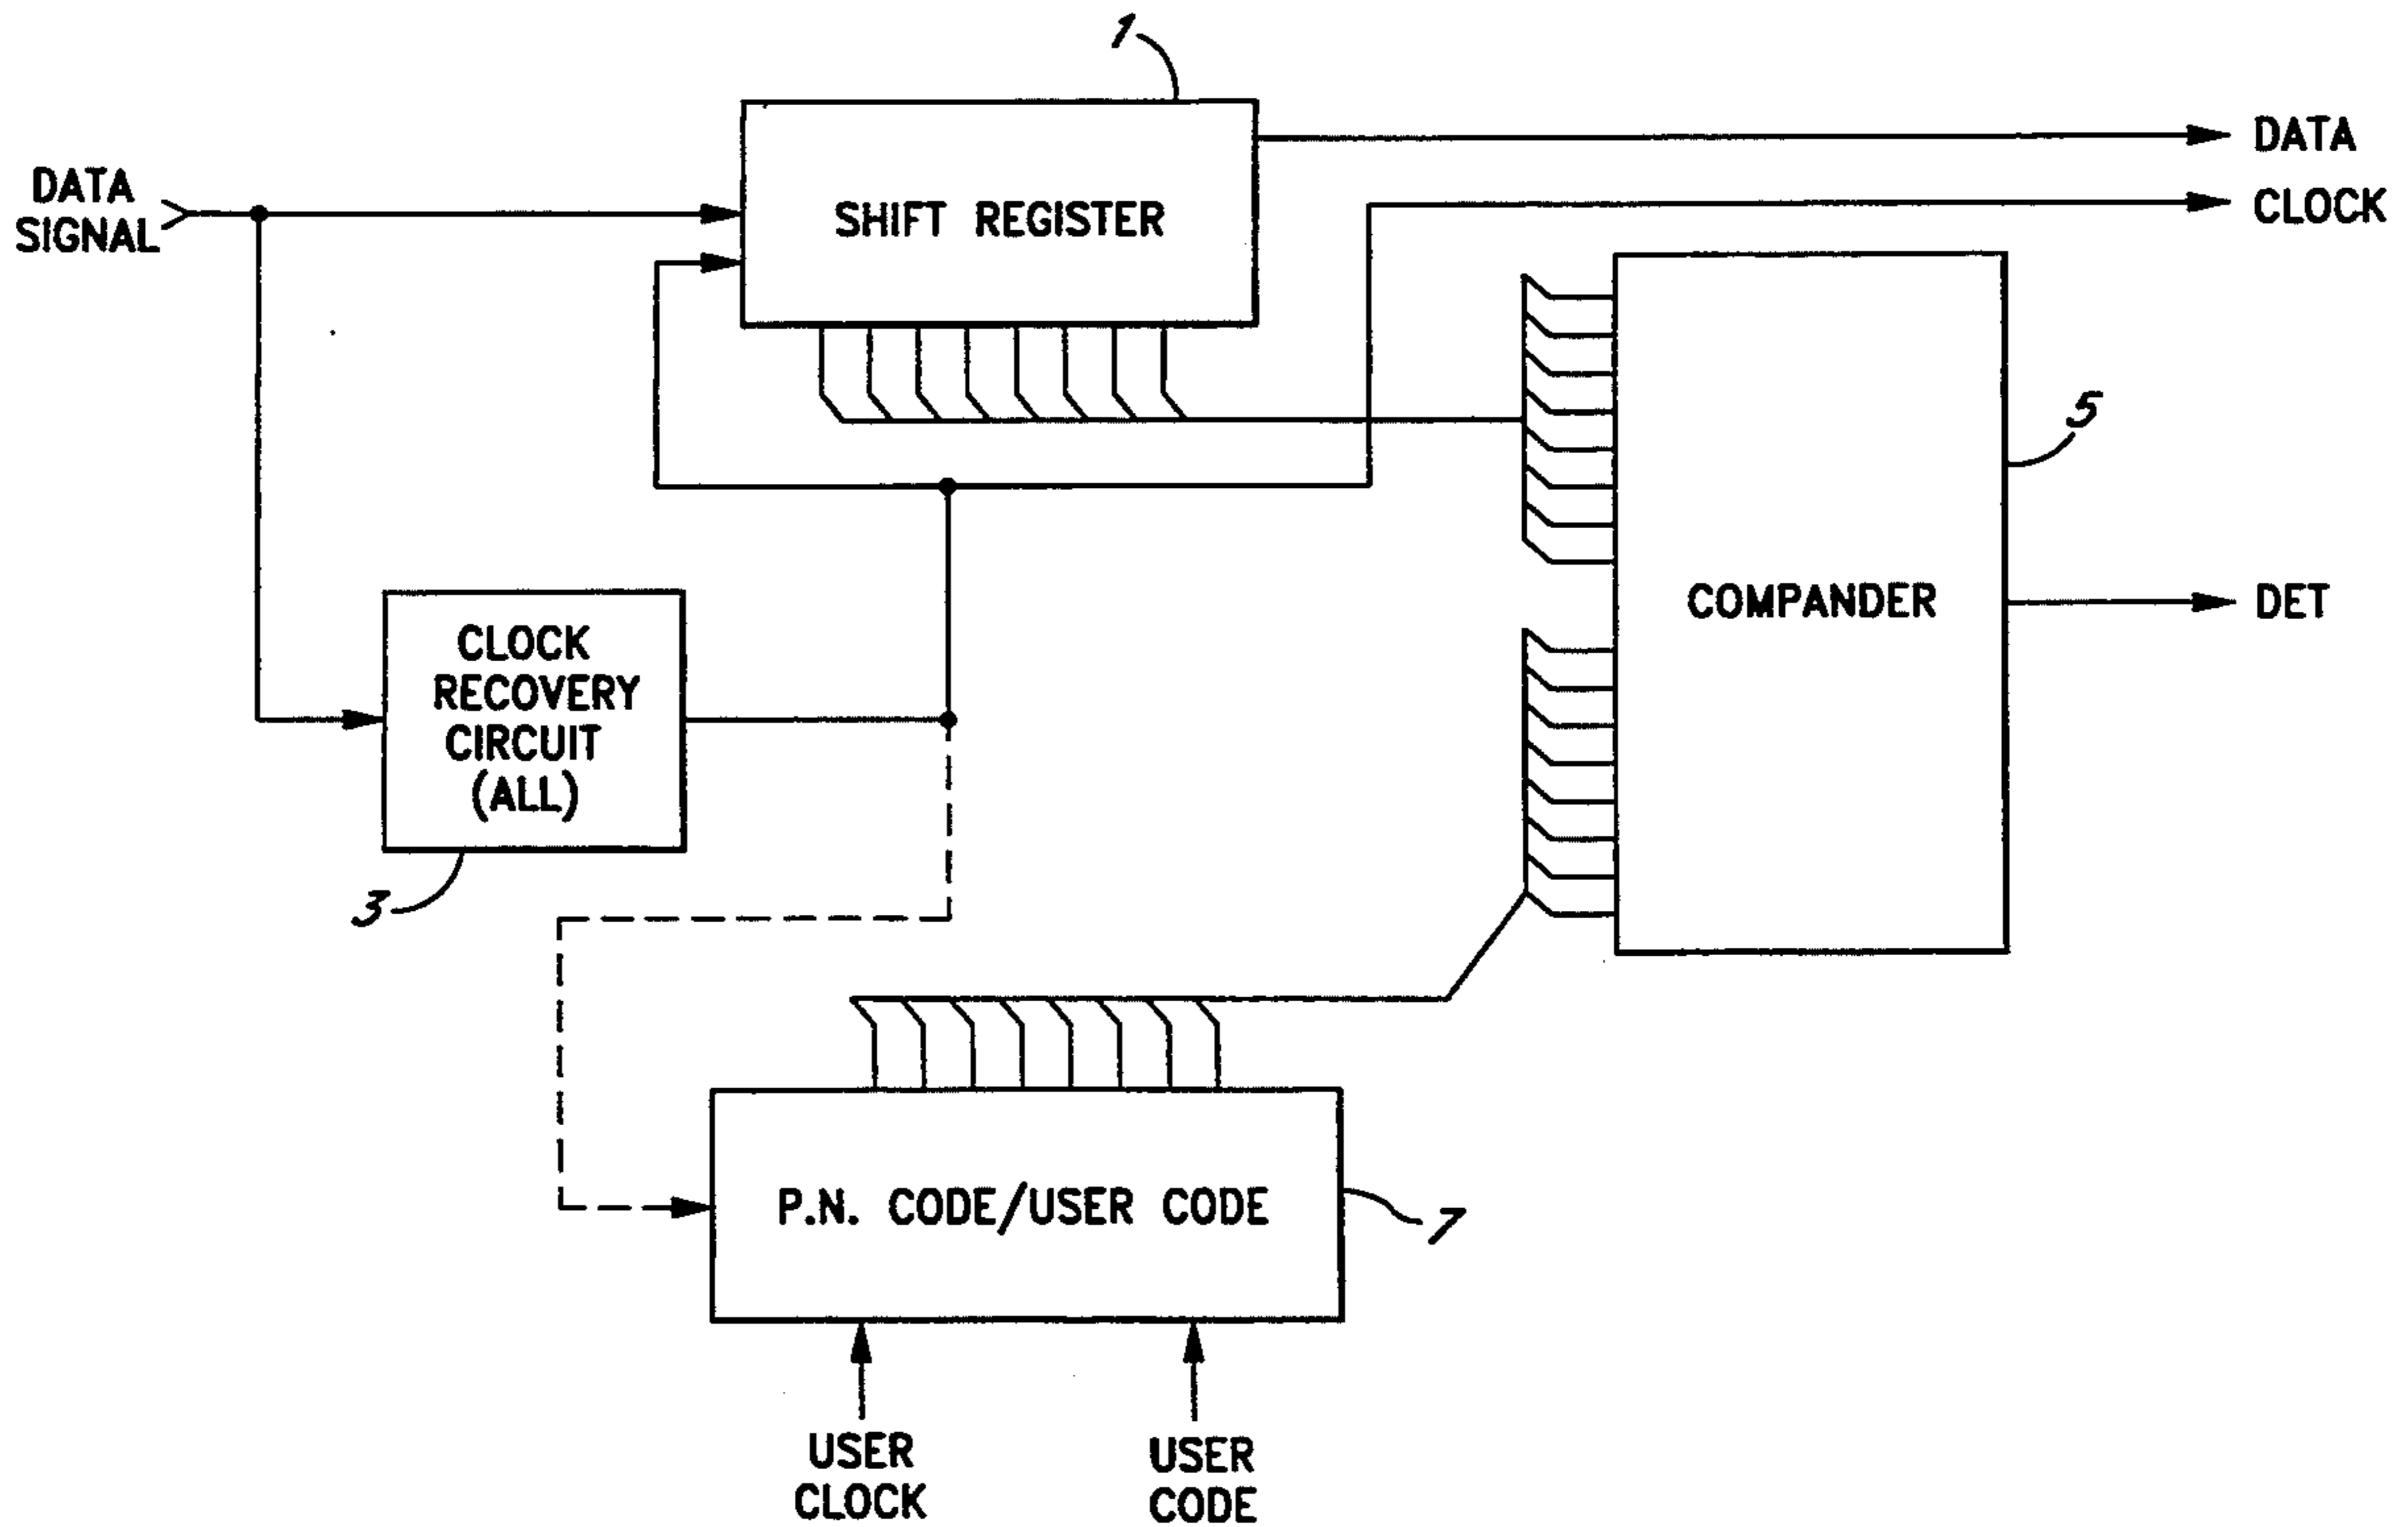 1
DATA
SIGNAL
SHIFT REGISTER
DATA
CLOCK
5
COMPANDER
DET
CLOCK
RECOVERY
CIRCUIT
(ALL)
3
P.N. CODE/USER CODE
7
USER
CLOCK
USER
CODE